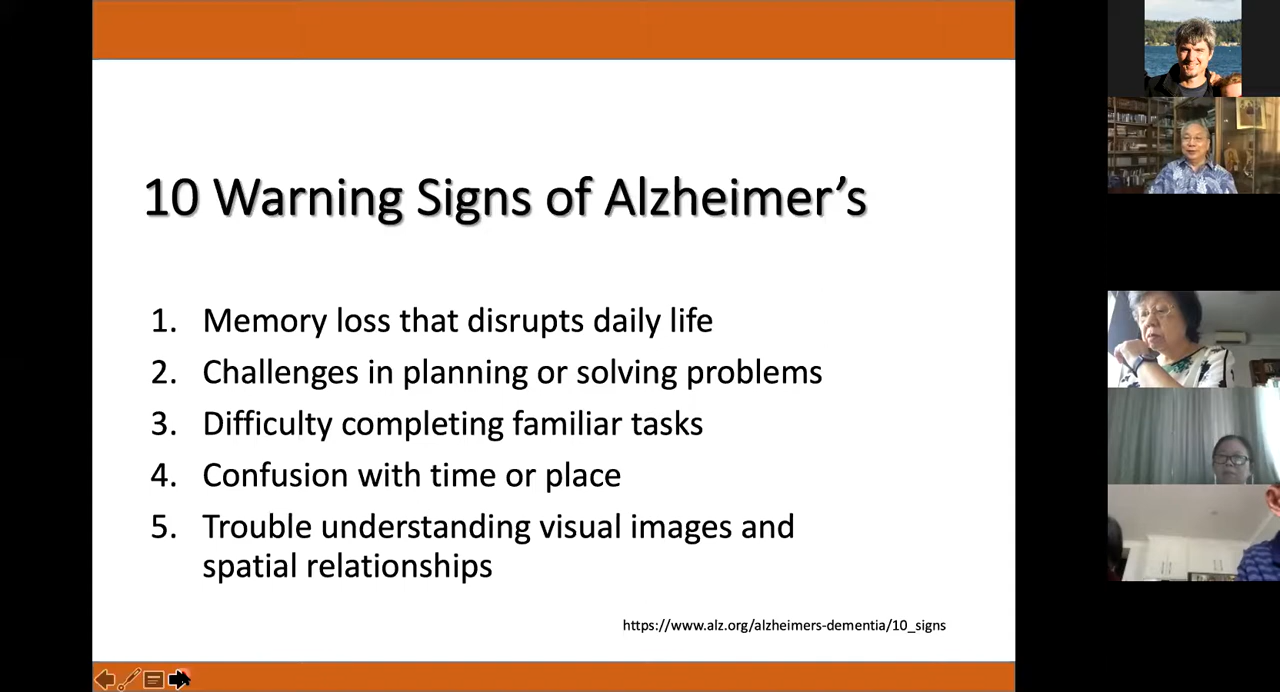 10 Warning Signs of Alzheimer’s
1. Memory loss that disrupts daily life
2. Challenges in planning or solving problems
3. Difficulty completing familiar tasks
4. Confusion with time or place
5. Trouble understanding visual images and
spatial relationships
https://www.alz.org/alzheimers-dementia/10_signs